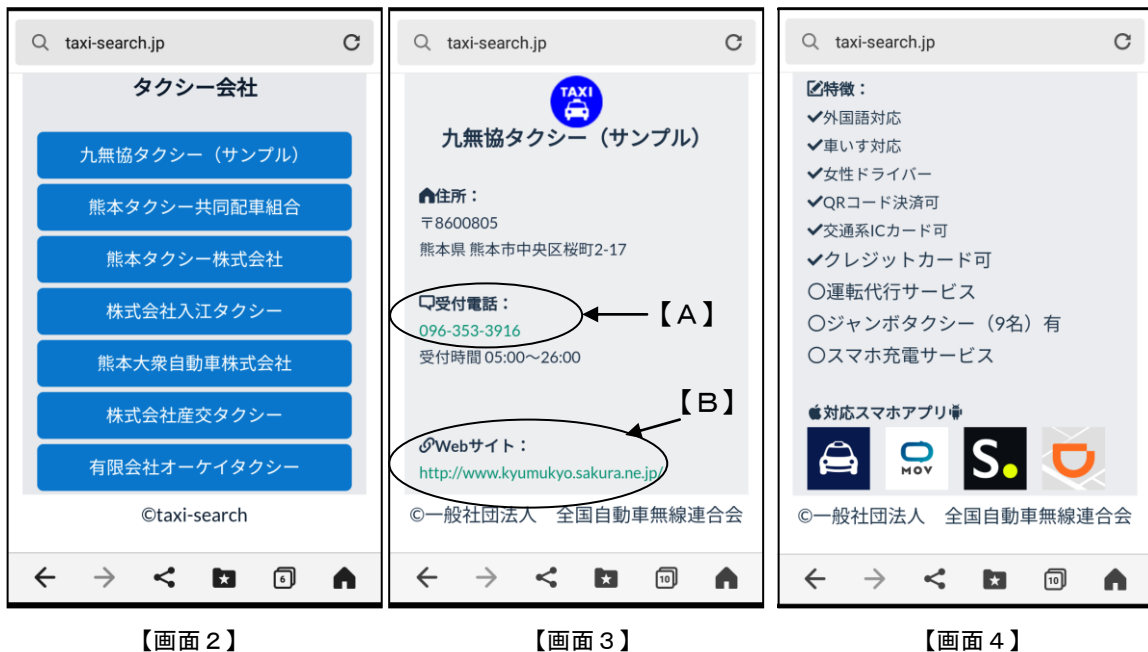 taxi-search.jp
タクシー会社
九無協タクシー（サンプル）
熊本タクシー共同配車組合
熊本タクシー株式会社
株式会社入江タクシー
熊本大衆自動車株式会社
株式会社産交タクシー
有限会社オーケイタクシー
©taxi-search
6
【画面２】
taxi-search.jp
TAXI
九無協タクシー（サンプル）
住所：
〒8600805
熊本県 熊本市中央区桜町2-17
受付電話：
【A】
096-353-3916
受付時間 05:00〜26:00
【B】
Webサイト：
http://www.kyumukyo.sakura.ne.jp/
©一般社団法人　全国自動車無線連合会
10
【画面３】
taxi-search.jp
特徴：
✔外国語対応
✔車いす対応
✔女性ドライバー
✔QRコード決済可
✔交通系ICカード可
✔クレジットカード可
〇運転代行サービス
〇ジャンボタクシー（9名）有
〇スマホ充電サービス
対応スマホアプリ
MOV
S.
©一般社団法人　全国自動車無線連合会
10
【画面４】